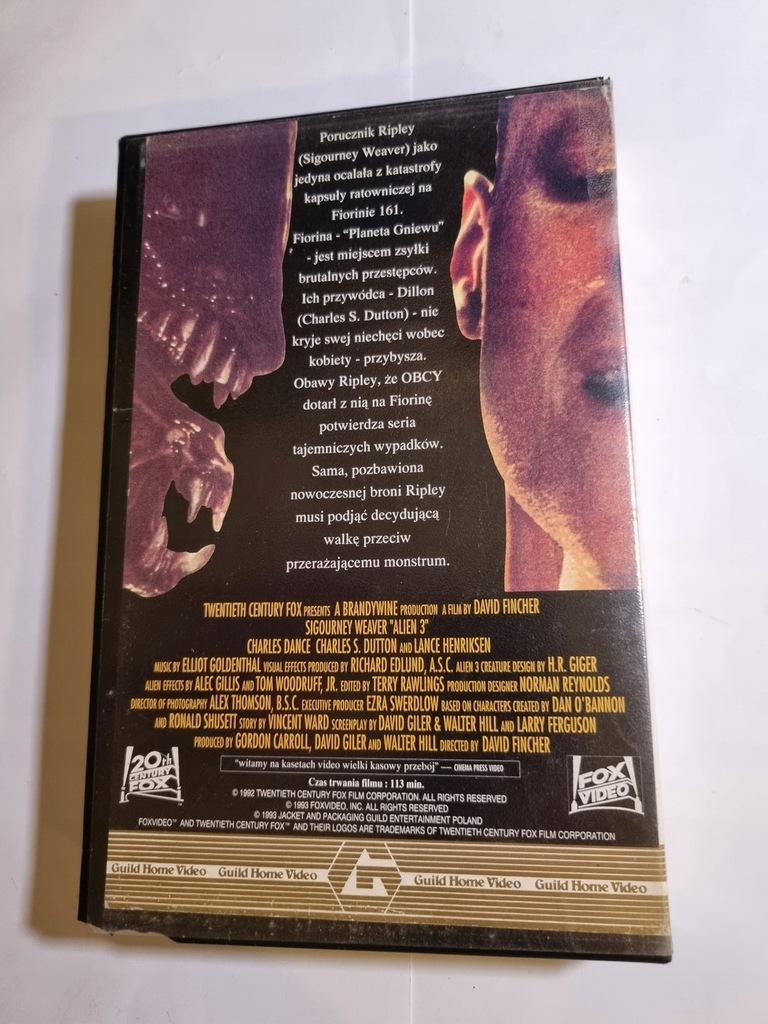 Porucznik Ripley
(Sigourney Weaver) jako
jedyna ocalała z katastrofy
kapsuły ratowniczej na
Fiorinie 161.
Fiorina - "Planeta Gniewu"
- jest miejscem zsyłki
brutalnych przestępców.
Ich przywódca - Dillon
(Charles S. Dutton) - nie
kryje swej niechęci wobec
kobiety - przybysza.
Obawy Ripley, że OBCY
dotarł z nią na Fiorinę
potwierdza seria
tajemniczych wypadków.
Sama, pozbawiona
nowoczesnej broni Ripley
musi podjąć decydującą
walkę przeciw
przerażającemu monstrum.
TWENTIETH CENTURY FOX PRESENTS A BRANDYWINE PRODUCTION A FILM BY DAVID FINCHER
SIGOURNEY WEAVER "ALIEN 3"
CHARLES DANCE CHARLES S. DUTTON AND LANCE HENRIKSEN
MUSIC BY ELLIOT GOLDENTHAL VISUAL EFFECTS PRODUCED BY RICHARD EDLUND, A.S.C. ALIEN 3 CREATURE DESIGN BY H.R. GIGER
ALIEN EFFECTS BY ALEC GILLIS AND TOM WOODRUFF, JR. EDITED BY TERRY RAWLINGS PRODUCTION DESIGNER NORMAN REYNOLDS
DIRECTOR OF PHOTOGRAPHY ALEX THOMSON, B.S.C. EXECUTIVE PRODUCER EZRA SWERDLOW BASED ON CHARACTERS CREATED BY DAN O'BANNON
AND RONALD SHUSETT STORY BY VINCENT WARD SCREENPLAY BY DAVID GILER & WALTER HILL AND LARRY FERGUSON
PRODUCED BY GORDON CARROLL, DAVID GILER AND WALTER HILL DIRECTED BY DAVID FINCHER
20th CENTURY FOX
"witamy na kasetach video wielki kasowy przebój" — CINEMA PRESS VIDEO
FOX VIDEO
Czas trwania filmu : 113 min.
© 1992 TWENTIETH CENTURY FOX FILM CORPORATION. ALL RIGHTS RESERVED
© 1993 FOXVIDEO, INC. ALL RIGHTS RESERVED
© 1993 JACKET AND PACKAGING GUILD ENTERTAINMENT POLAND
FOXVIDEO™ AND TWENTIETH CENTURY FOX™ AND THEIR LOGOS ARE TRADEMARKS OF TWENTIETH CENTURY FOX FILM CORPORATION
Guild Home Video Guild Home Video G Guild Home Video Guild Home Video